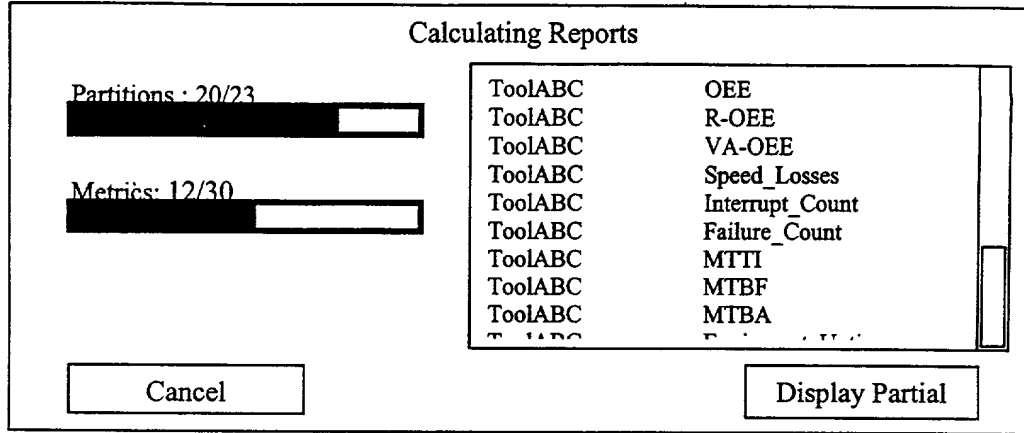 Calculating Reports
Partitions : 20/23
Metrics: 12/30
ToolABC OEE
ToolABC R-OEE
ToolABC VA-OEE
ToolABC Speed_Losses
ToolABC Interrupt_Count
ToolABC Failure_Count
ToolABC MTTI
ToolABC MTBF
ToolABC MTBA
ToolABC
Cancel
Display Partial